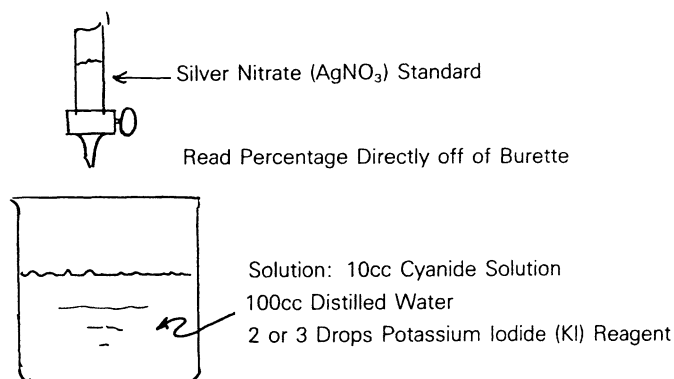 Silver Nitrate (AgNO₃) Standard
Read Percentage Directly off of Burette
Solution: 10cc Cyanide Solution
100cc Distilled Water
2 or 3 Drops Potassium Iodide (KI) Reagent